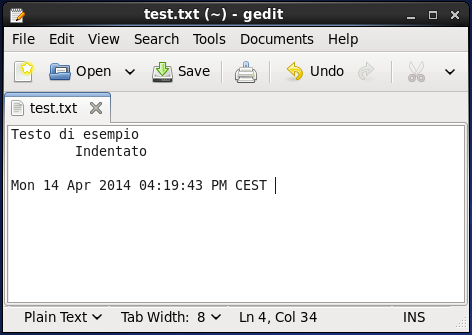 test.txt (~) - gedit
File Edit View Search Tools Documents Help
Open Save Undo
test.txt
Testo di esempio
Indentato
Mon 14 Apr 2014 04:19:43 PM CEST
Plain Text Tab Width: 8 Ln 4, Col 34 INS